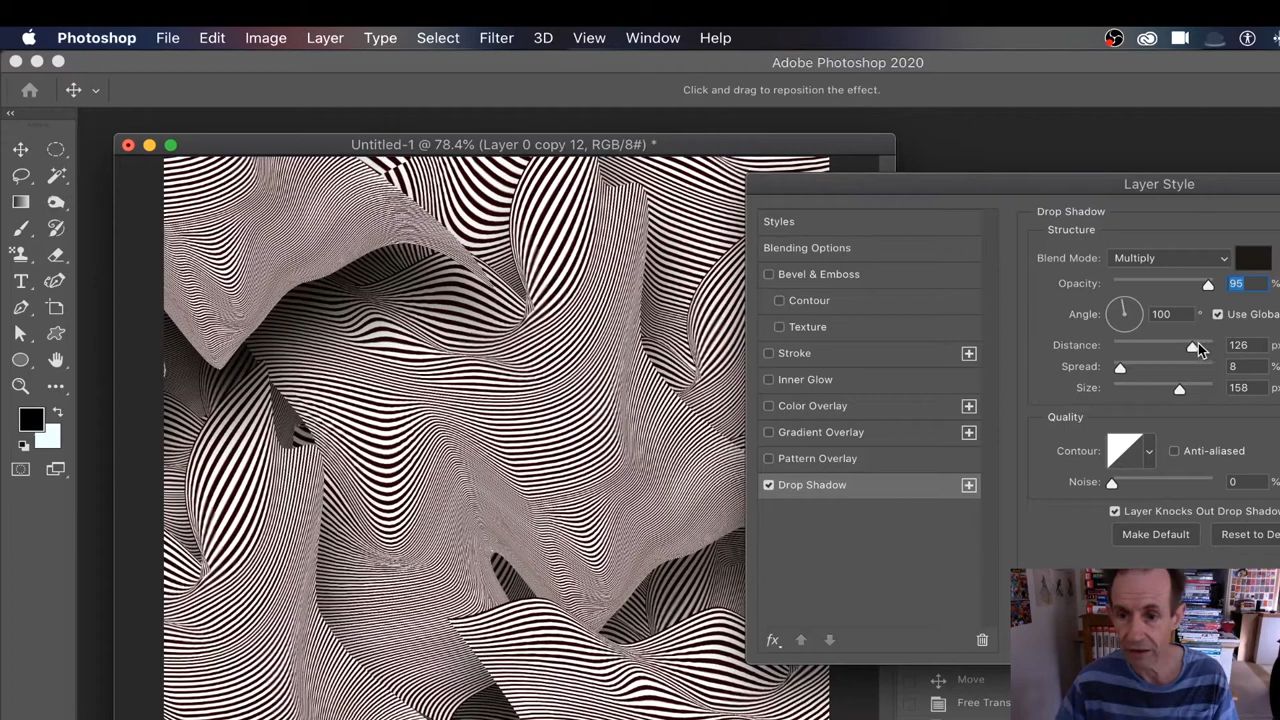 Photoshop File Edit Image Layer Type Select Filter 3D View Window Help
Adobe Photoshop 2020
Click and drag to reposition the effect.
Untitled-1 @ 78.4% (Layer 0 copy 12, RGB/8#) *
Layer Style
Styles
Blending Options
Bevel & Emboss
Contour
Texture
Stroke
Inner Glow
Color Overlay
Gradient Overlay
Pattern Overlay
Drop Shadow
fx
Drop Shadow
Structure
Blend Mode: Multiply
Opacity: 95 %
Angle: 100 ° Use Globa
Distance: 126 px
Spread: 8 %
Size: 158 px
Quality
Contour: Anti-aliased
Noise: 0 %
Layer Knocks Out Drop Shadow
Make Default Reset to De
Move
Free Trans